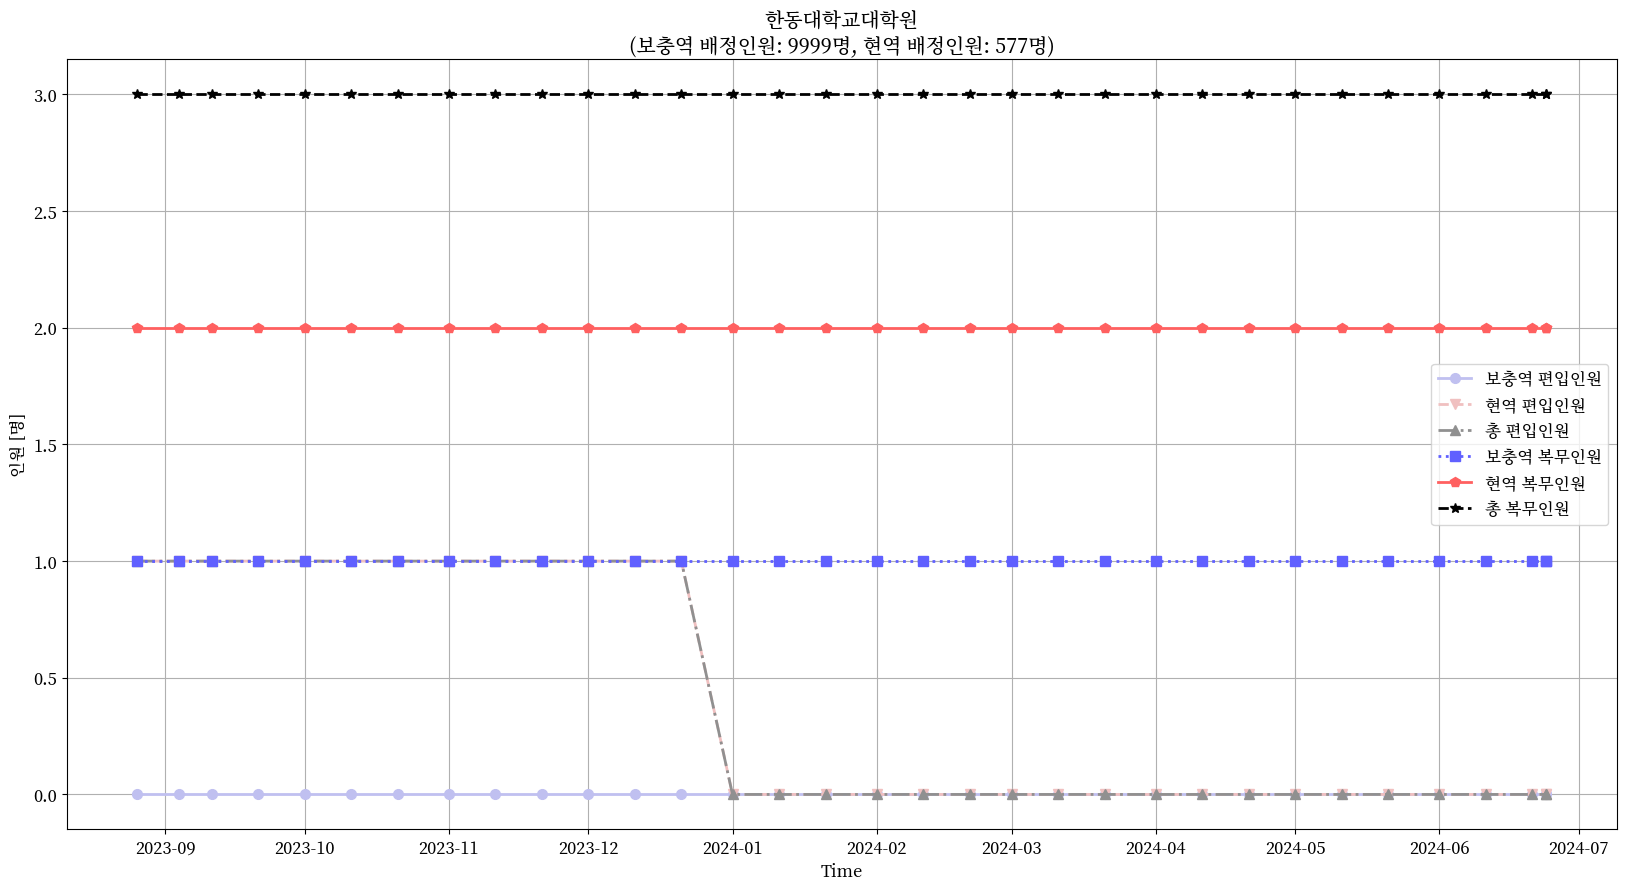 한동대학교대학원
(보충역 배정인원: 9999명, 현역 배정인원: 577명)
3.0
2.5
2.0
1.5
1.0
0.5
0.0
인원 [명]
보충역 편입인원
현역 편입인원
총 편입인원
보충역 복무인원
현역 복무인원
총 복무인원
2023-09
2023-10
2023-11
2023-12
2024-01
2024-02
2024-03
2024-04
2024-05
2024-06
2024-07
Time